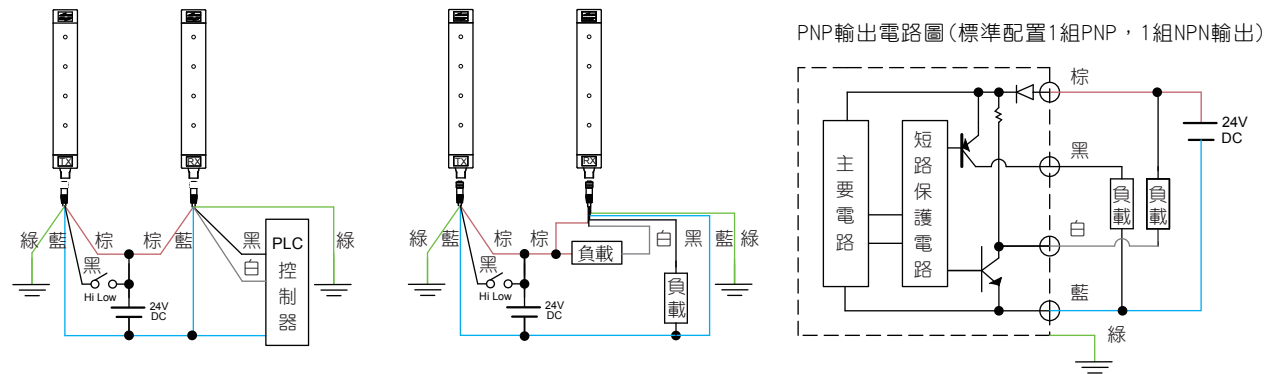 TX
RX
綠
藍
棕
棕
藍
黑
白
綠
黑
Hi Low
24V
DC
PLC
控
制
器
TX
RX
綠
藍
棕
棕
白
黑
藍
綠
黑
Hi Low
24V
DC
負載
負
載
PNP輸出電路圖(標準配置1組PNP,1組NPN輸出)
棕
24V
DC
黑
主
要
電
路
短
路
保
護
電
路
負
載
負
載
白
藍
綠